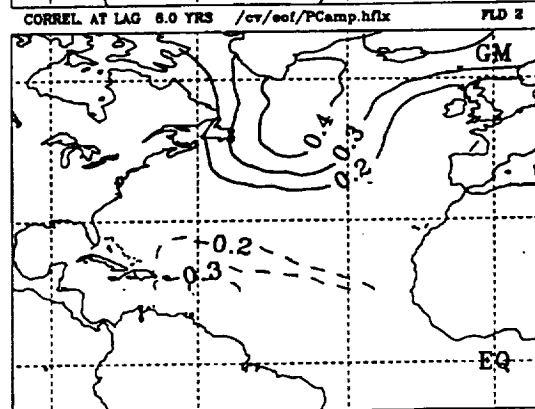 CORREL. AT LAG 6.0 YRS /cv/eof/PCamp.hflx FLD 2
GM
0.4
0.3
0.2
-0.2
-0.3
EQ